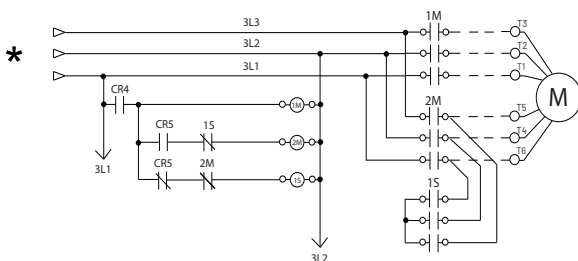 3L3 1M T3
* 3L2 T2
3L1 T1
M
CR4 1M 2M T5
CR5 1S 2M T4
3L1 CR5 2M 1S T6
1S
3L2